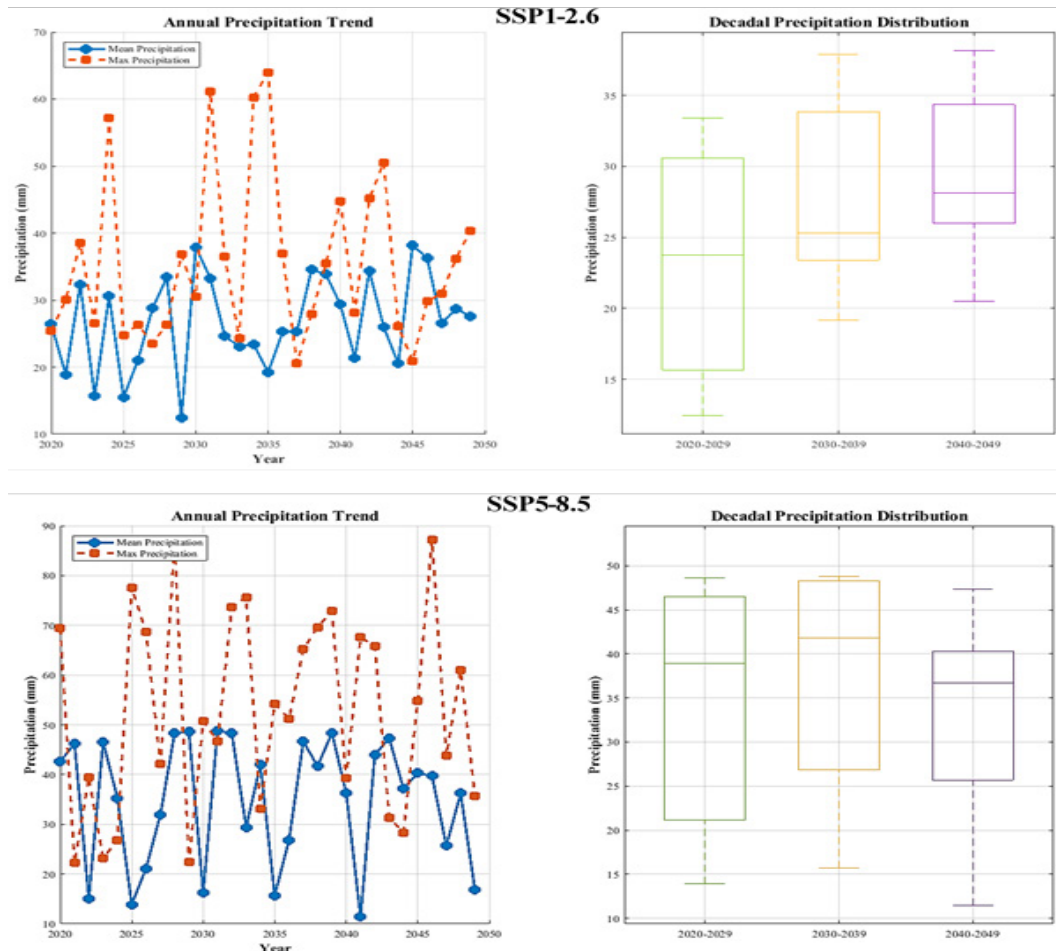 SSP1-2.6
Annual Precipitation Trend
Mean Precipitation
Max Precipitation
Precipitation (mm)
70
60
50
40
30
20
10
2020 2025 2030 2035 2040 2045 2050
Year
Decadal Precipitation Distribution
Precipitation (mm)
35
30
25
20
15
2020-2029 2030-2039 2040-2049
SSP5-8.5
Annual Precipitation Trend
Mean Precipitation
Max Precipitation
Precipitation (mm)
90
80
70
60
50
40
30
20
10
2020 2025 2030 2035 2040 2045 2050
Year
Decadal Precipitation Distribution
Precipitation (mm)
50
45
40
35
30
25
20
15
10
2020-2029 2030-2039 2040-2049